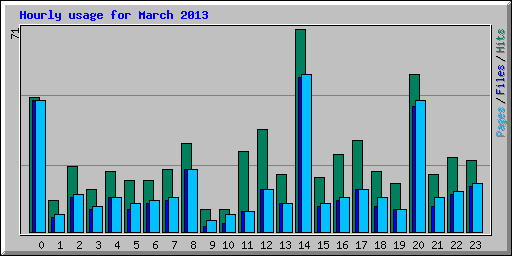 Hourly usage for March 2013
71
Pages/Files/Hits
0 1 2 3 4 5 6 7 8 9 10 11 12 13 14 15 16 17 18 19 20 21 22 23